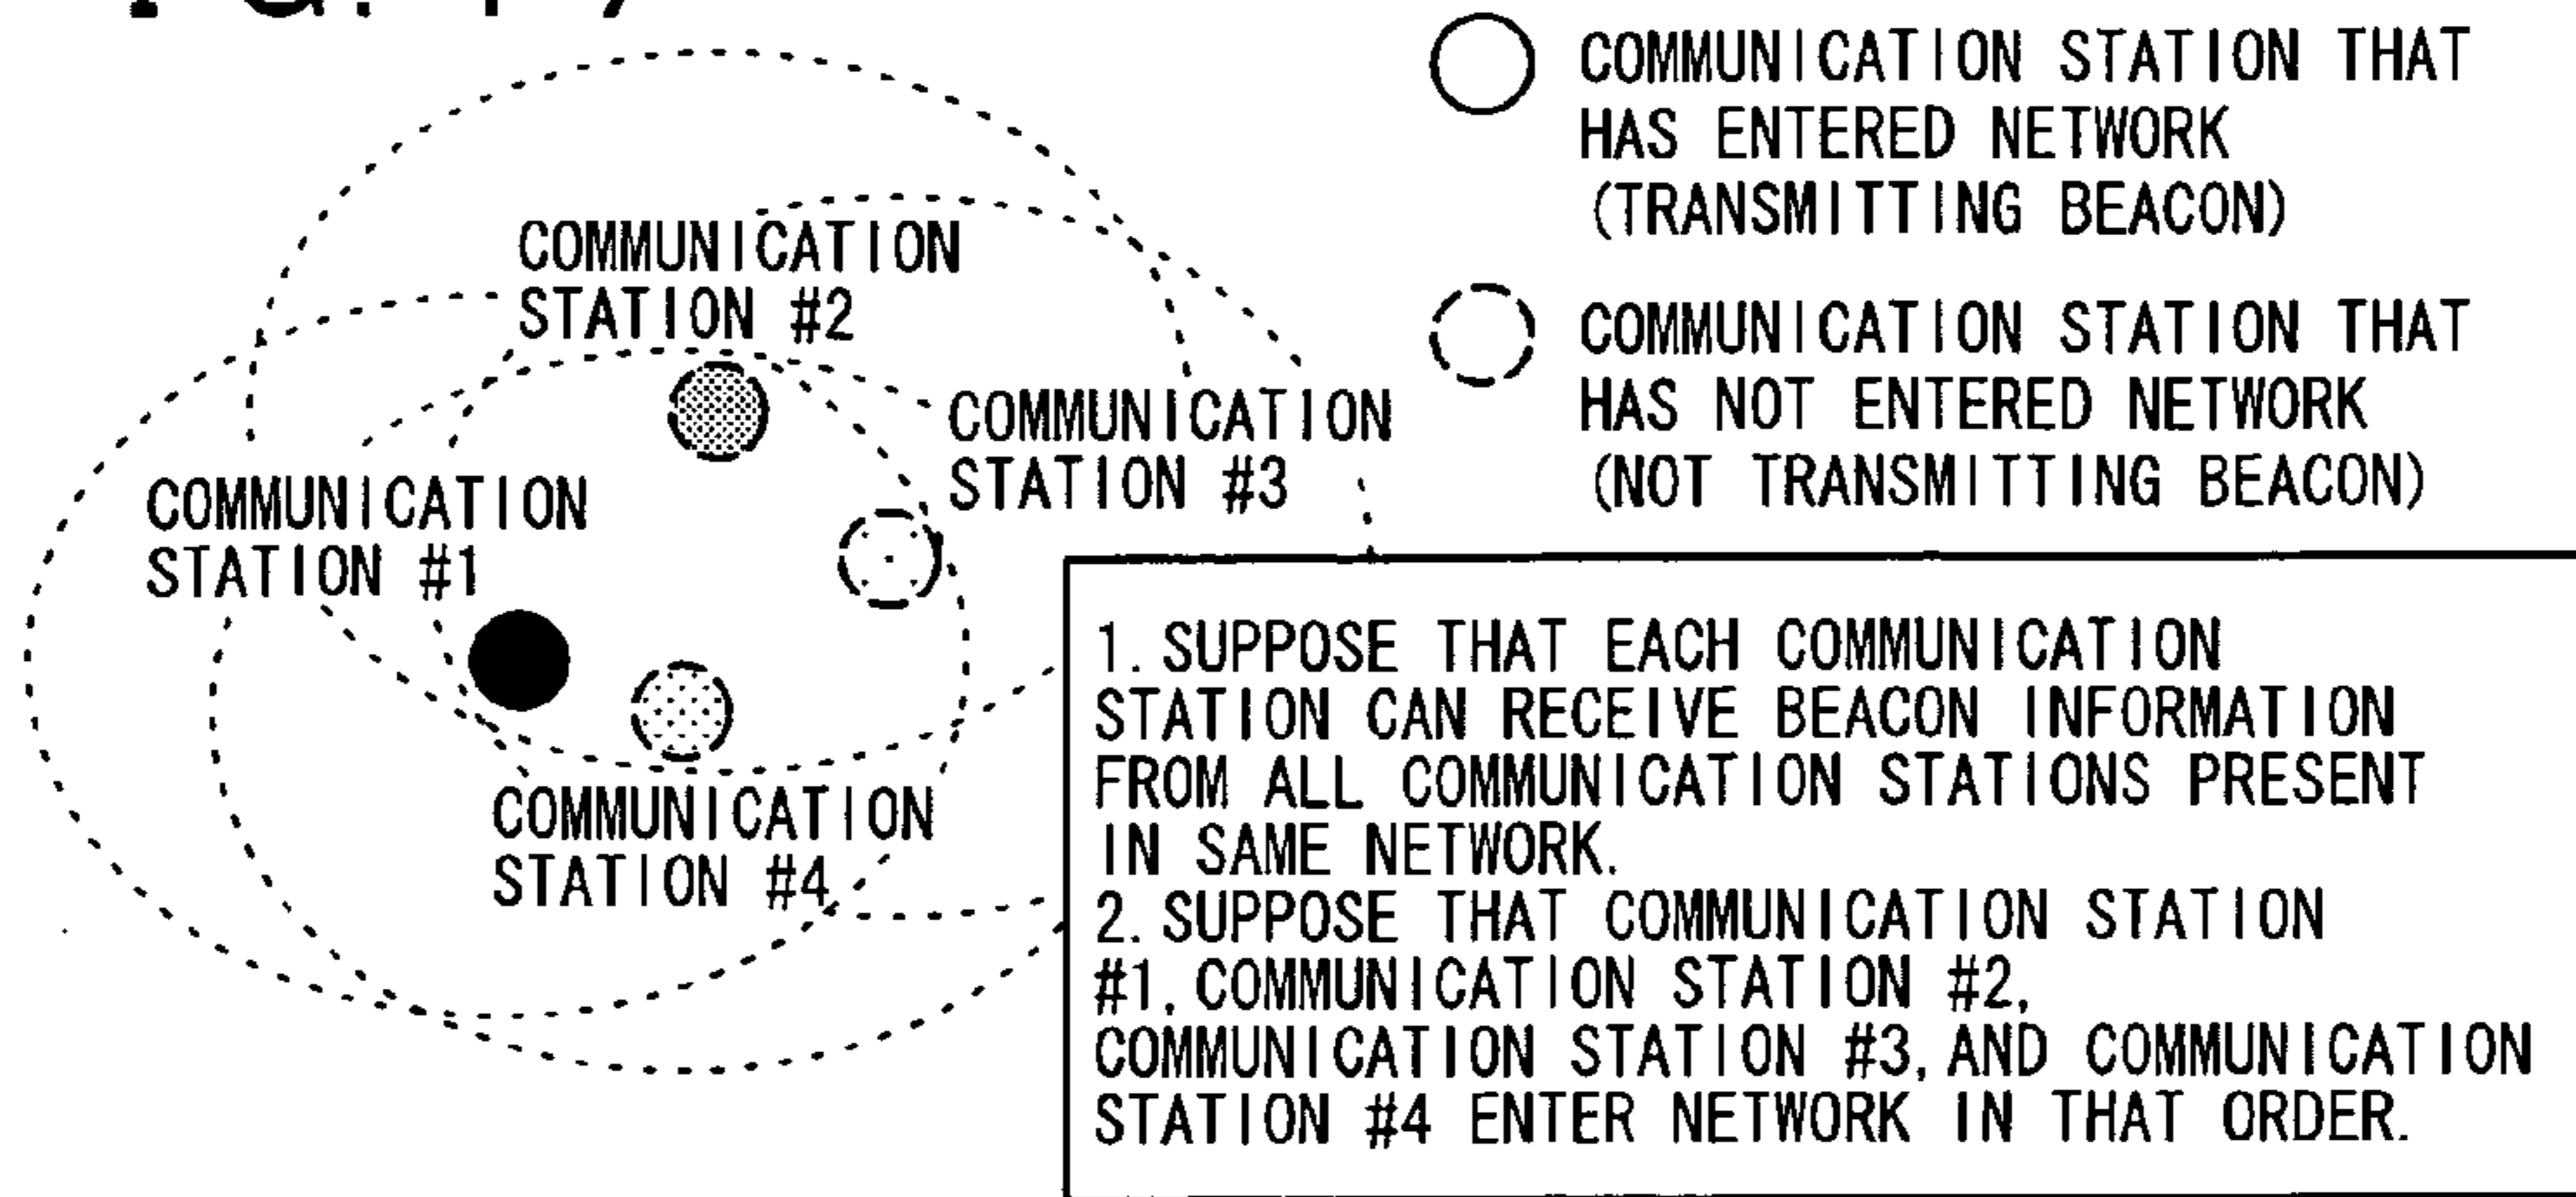 COMMUNICATION STATION THAT
HAS ENTERED NETWORK
(TRANSMITTING BEACON)
COMMUNICATION STATION THAT
HAS NOT ENTERED NETWORK
(NOT TRANSMITTING BEACON)
COMMUNICATION
STATION #2
COMMUNICATION
STATION #3
COMMUNICATION
STATION #1
COMMUNICATION
STATION #4
1. SUPPOSE THAT EACH COMMUNICATION
STATION CAN RECEIVE BEACON INFORMATION
FROM ALL COMMUNICATION STATIONS PRESENT
IN SAME NETWORK.
2. SUPPOSE THAT COMMUNICATION STATION
#1, COMMUNICATION STATION #2,
COMMUNICATION STATION #3, AND COMMUNICATION
STATION #4 ENTER NETWORK IN THAT ORDER.